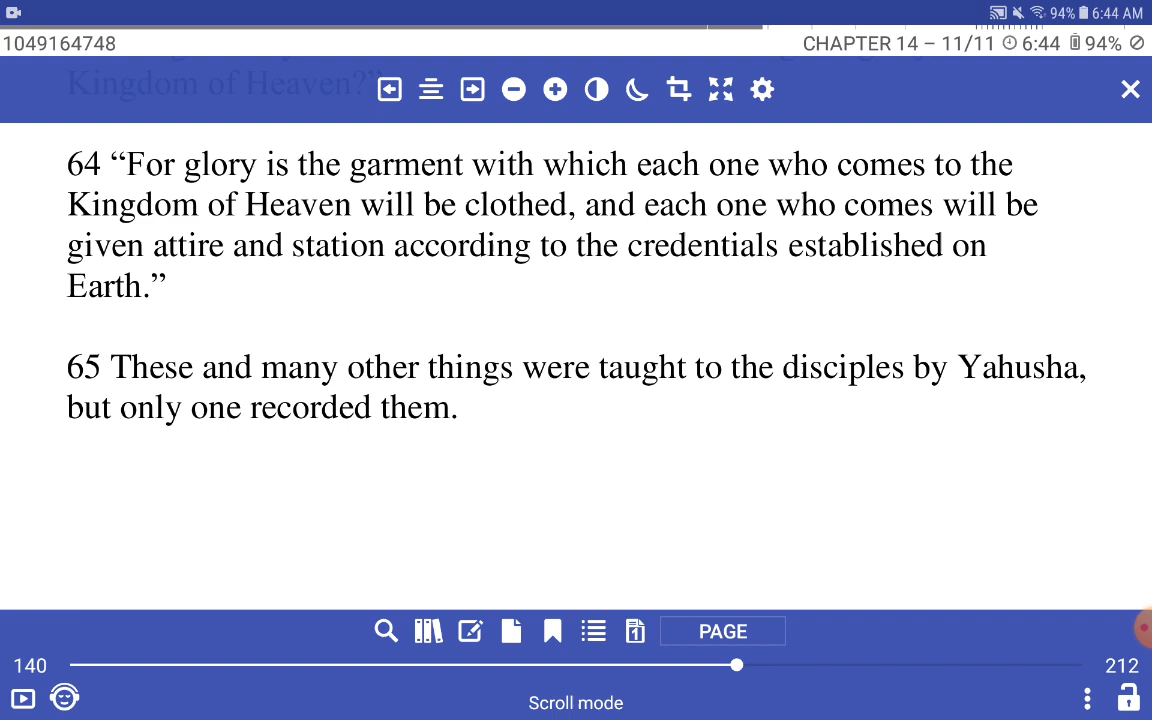 94% 6:44 AM
1049164748
CHAPTER 14 – 11/11 6:44 94%
Kingdom of Heaven?”
64 “For glory is the garment with which each one who comes to the
Kingdom of Heaven will be clothed, and each one who comes will be
given attire and station according to the credentials established on
Earth.”
65 These and many other things were taught to the disciples by Yahusha,
but only one recorded them.
1
PAGE
140
212
Scroll mode